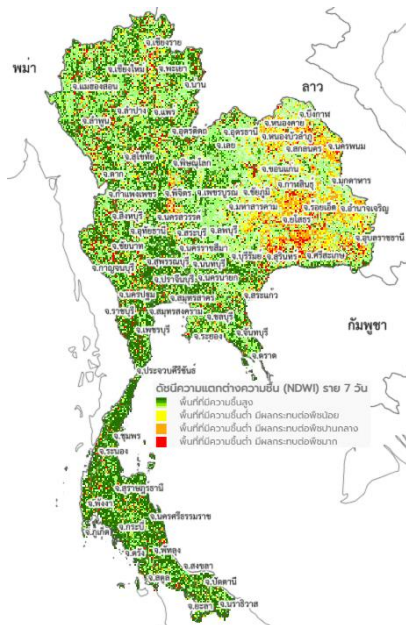 พม่า
ลาว
กัมพูชา
จ.เชียงราย
จ.เชียงใหม่
จ.พะเยา
จ.น่าน
จ.แม่ฮ่องสอน
จ.ลำปาง
จ.แพร่
จ.ลำพูน
จ.อุตรดิตถ์
จ.สุโขทัย
จ.พิษณุโลก
จ.ตาก
จ.เลย
จ.อุดรธานี
จ.บึงกาฬ
จ.หนองคาย
จ.หนองบัวลำภู
จ.สกลนคร
จ.นครพนม
จ.ขอนแก่น
จ.กาฬสินธุ์
จ.มุกดาหาร
จ.กำแพงเพชร
จ.พิจิตร
จ.เพชรบูรณ์
จ.ชัยภูมิ
จ.มหาสารคาม
จ.ร้อยเอ็ด
จ.อำนาจเจริญ
จ.ยโสธร
จ.สิงห์บุรี
จ.นครสวรรค์
จ.อุทัยธานี
จ.สระบุรี
จ.ลพบุรี
จ.อุบลราชธานี
จ.ชัยนาท
จ.นครราชสีมา
จ.บุรีรัมย์
จ.สุรินทร์
จ.ศรีสะเกษ
จ.กาญจนบุรี
จ.สุพรรณบุรี
จ.นนทบุรี
จ.ปราจีนบุรี
จ.นครนายก
จ.นครปฐม
จ.สมุทรสาคร
จ.สระแก้ว
จ.ราชบุรี
จ.สมุทรสงคราม
จ.ชลบุรี
จ.เพชรบุรี
จ.ระยอง
จ.จันทบุรี
จ.ตราด
จ.ประจวบคีรีขันธ์
ดัชนีความแตกต่างความชื้น (NDWI) ราย 7 วัน
พื้นที่ที่มีความชื้นสูง
พื้นที่ที่มีความชื้นต่ำ มีผลกระทบต่อพืชน้อย
พื้นที่ที่มีความชื้นต่ำ มีผลกระทบต่อพืชปานกลาง
พื้นที่ที่มีความชื้นต่ำ มีผลกระทบต่อพืชมาก
จ.ชุมพร
จ.ระนอง
จ.สุราษฎร์ธานี
จ.พังงา
จ.นครศรีธรรมราช
จ.ภูเก็ต
จ.กระบี่
จ.ตรัง
จ.พัทลุง
จ.สงขลา
จ.สตูล
จ.ปัตตานี
จ.ยะลา
จ.นราธิวาส